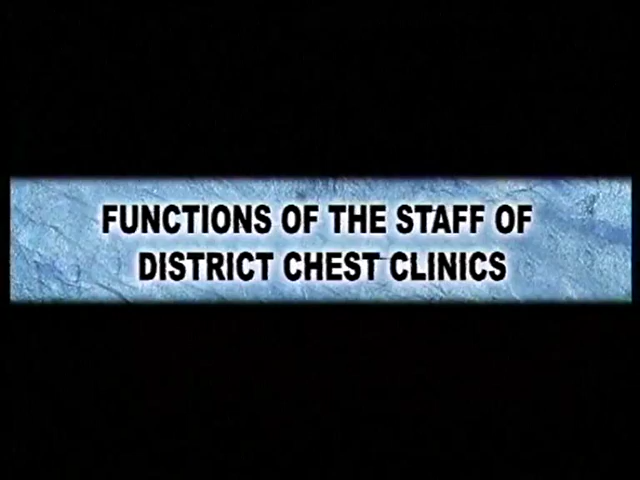 FUNCTIONS OF THE STAFF OF
DISTRICT CHEST CLINICS